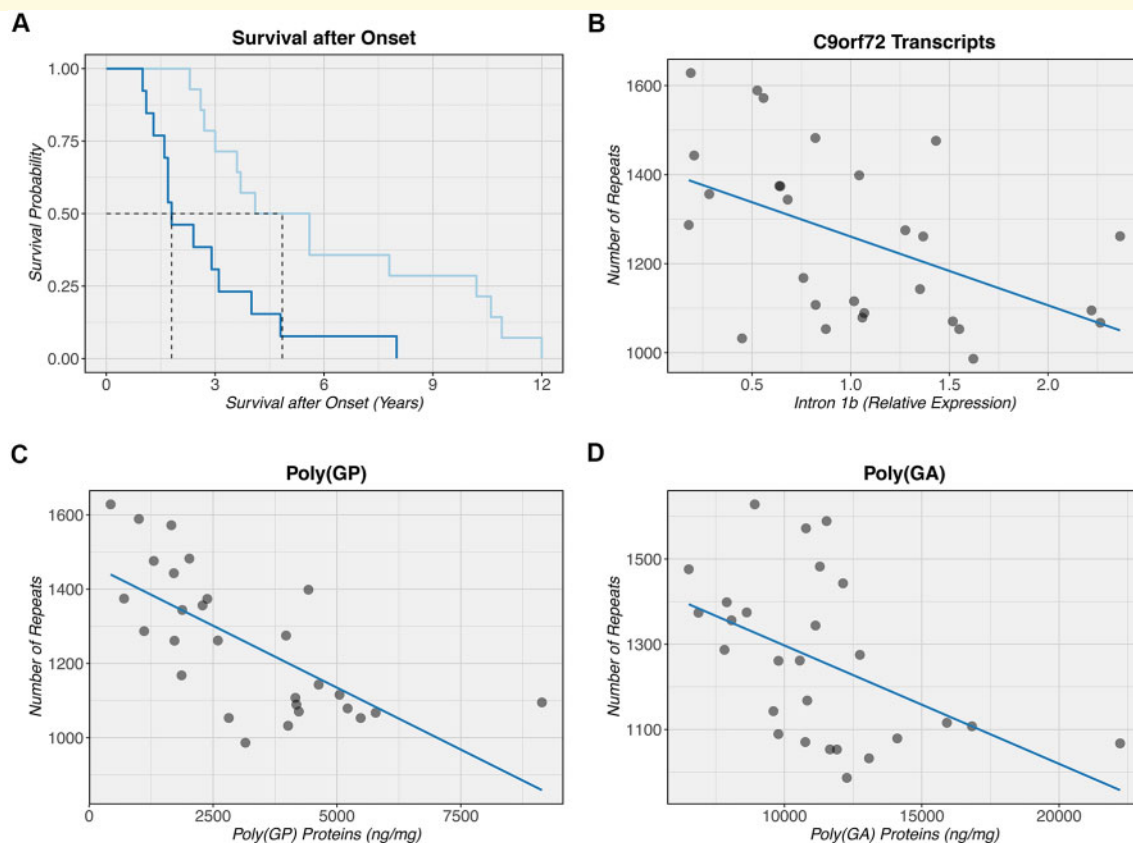 A
Survival after Onset
Survival Probability
1.00
0.75
0.50
0.25
0.00
0 3 6 9 12
Survival after Onset (Years)
B
C9orf72 Transcripts
Number of Repeats
1600
1400
1200
1000
0.5 1.0 1.5 2.0
Intron 1b (Relative Expression)
C
Poly(GP)
Number of Repeats
1600
1400
1200
1000
0 2500 5000 7500
Poly(GP) Proteins (ng/mg)
D
Poly(GA)
Number of Repeats
1500
1300
1100
10000 15000 20000
Poly(GA) Proteins (ng/mg)